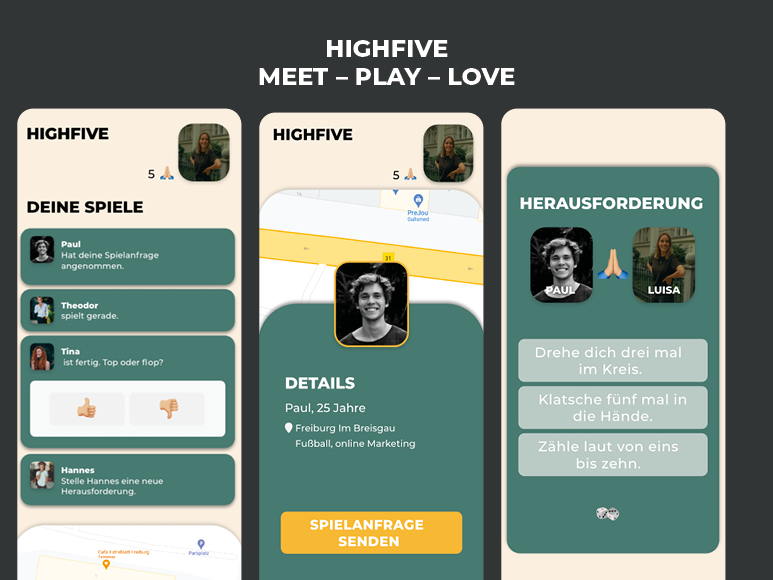 HIGHFIVE
MEET – PLAY – LOVE
HIGHFIVE
5
DEINE SPIELE
Paul
Hat deine Spielanfrage
angenommen.
Theodor
spielt gerade.
Tina
ist fertig. Top oder flop?
Hannes
Stelle Hannes eine neue
Herausforderung.
Parkplatz
HIGHFIVE
5
PreJou
31
DETAILS
Paul, 25 Jahre
Freiburg Im Breisgau
Fußball, online Marketing
SPIELANFRAGE
SENDEN
HERAUSFORDERUNG
PAUL
LUISA
Drehe dich drei mal
im Kreis.
Klatsche fünf mal in
die Hände.
Zähle laut von eins
bis zehn.